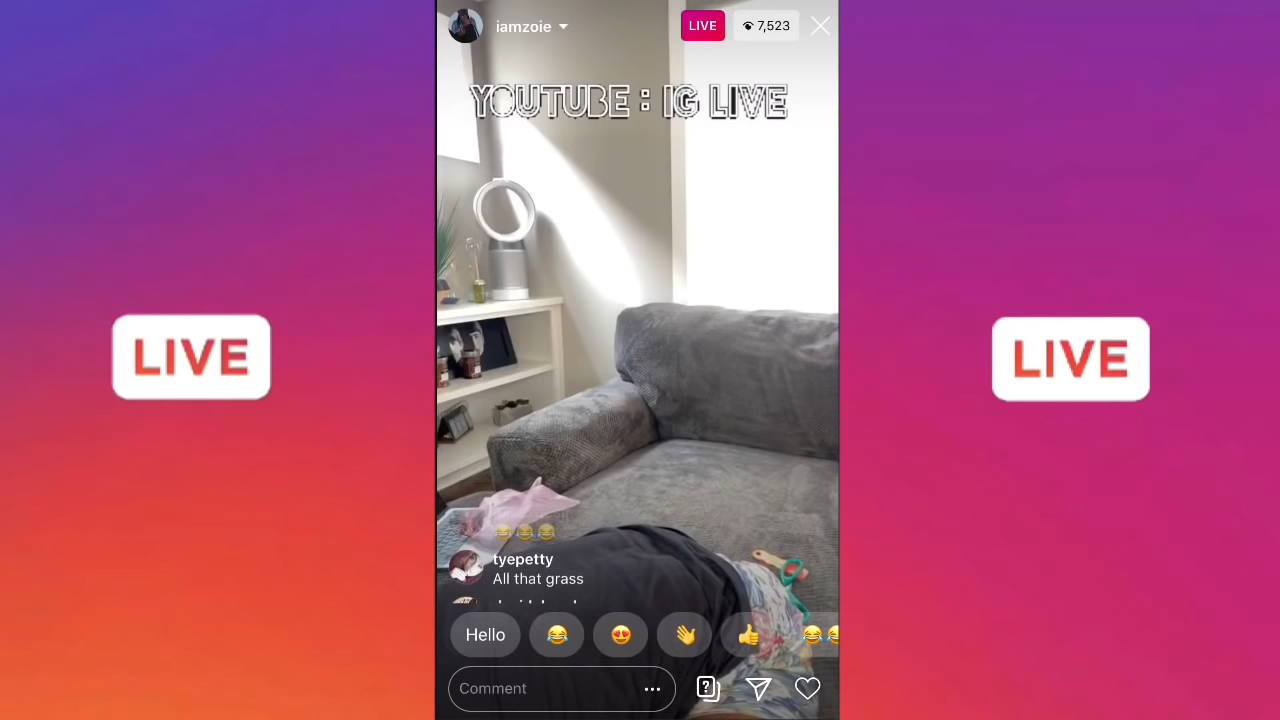 iamzoie
LIVE
7,523
YOUTUBE : IG LIVE
LIVE
LIVE
😂😂😂
tyepetty
All that grass
Hello
😂 😍 👋 👍 😂😂
Comment